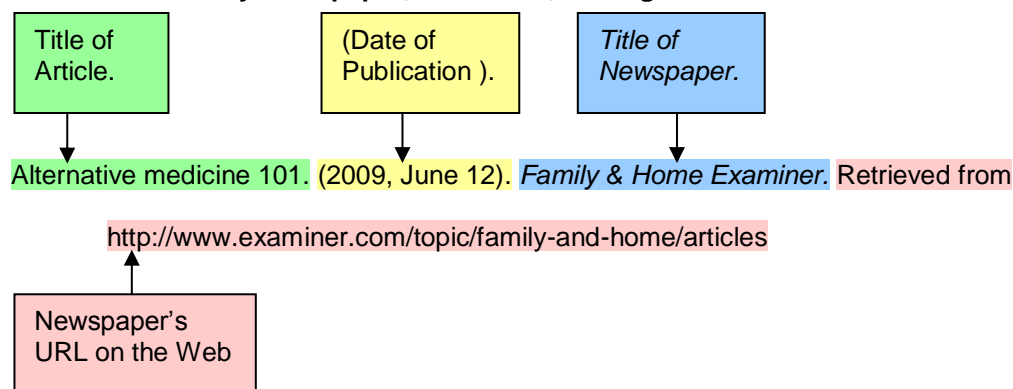 Title of
Article.
(Date of
Publication ).
Title of
Newspaper.
Alternative medicine 101. (2009, June 12). Family & Home Examiner. Retrieved from
http://www.examiner.com/topic/family-and-home/articles
Newspaper's
URL on the Web